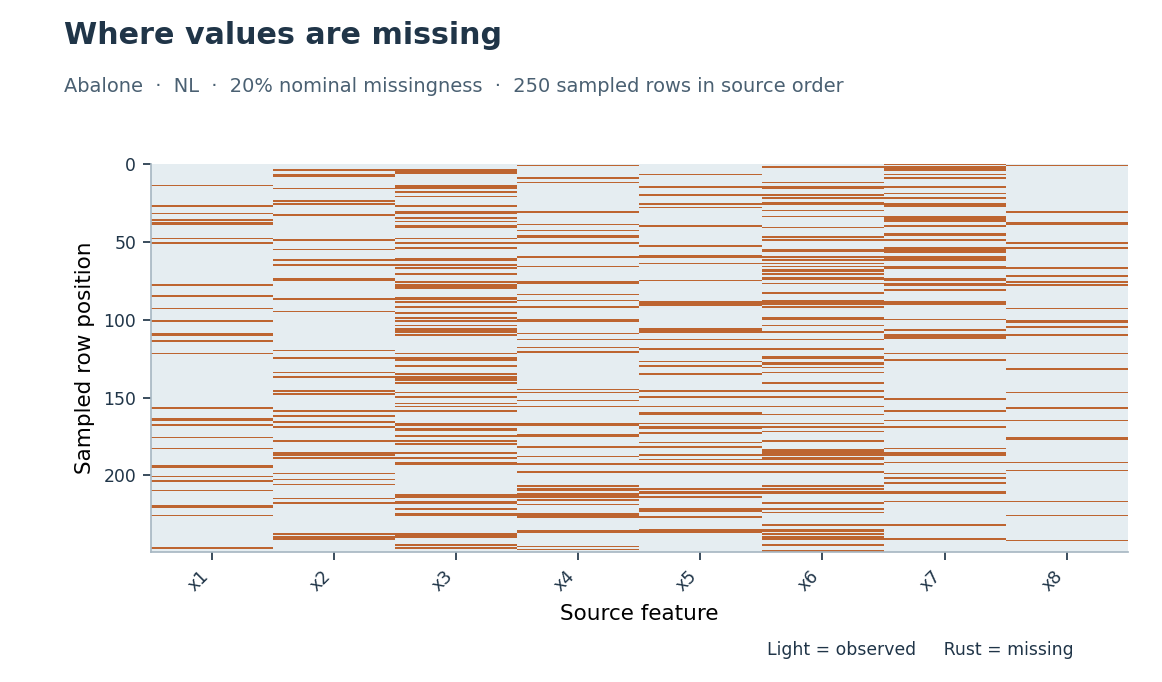 Where values are missing
Abalone · NL · 20% nominal missingness · 250 sampled rows in source order
0
50
100
150
200
Sampled row position
x1 x2 x3 x4 x5 x6 x7 x8
Source feature
Light = observed Rust = missing